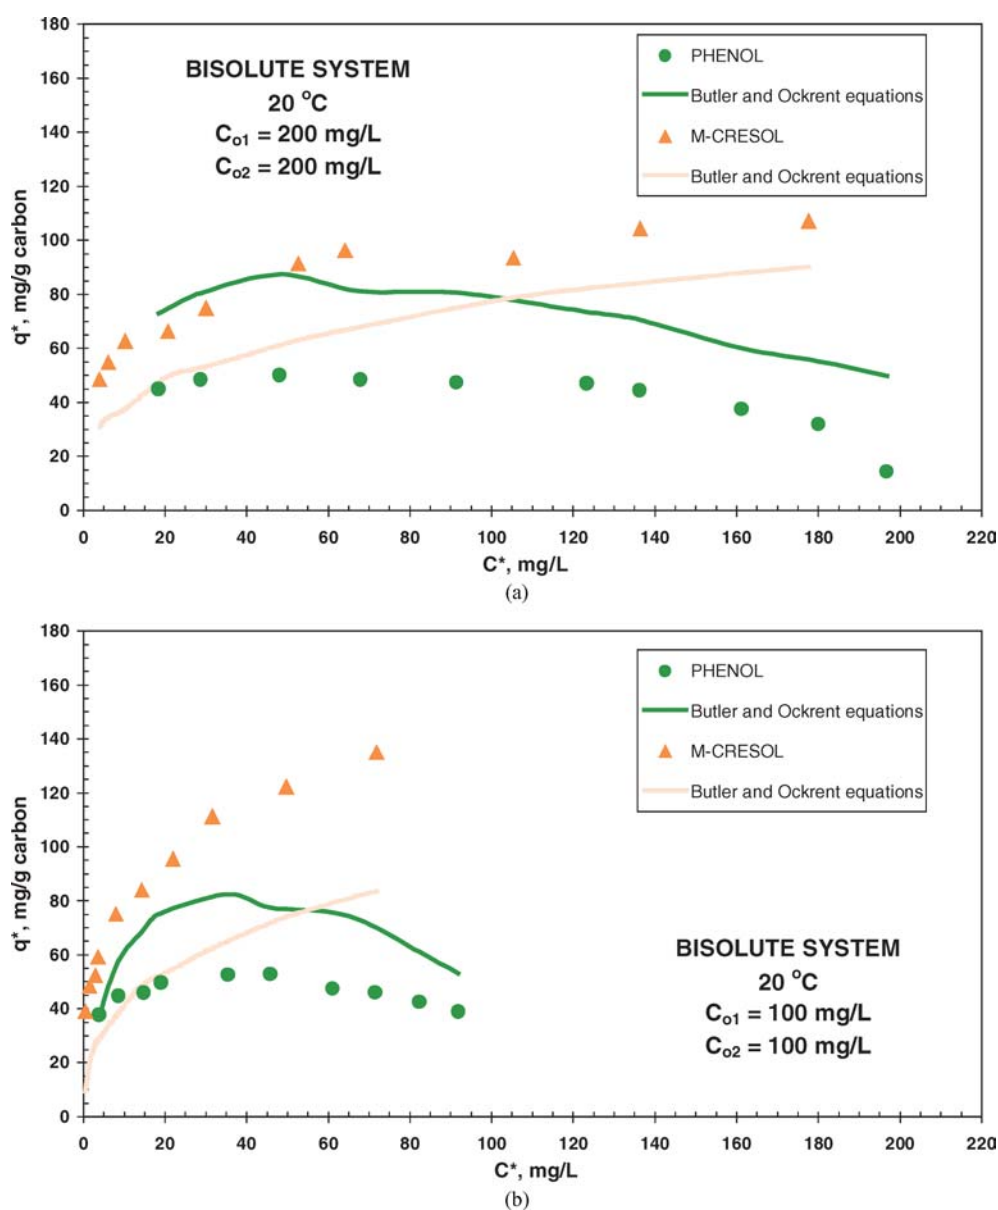 180
160
140
120
100
80
60
40
20
0
q*, mg/g carbon
BISOLUTE SYSTEM
20 °C
Co1 = 200 mg/L
Co2 = 200 mg/L
PHENOL
Butler and Ockrent equations
M-CRESOL
Butler and Ockrent equations
0 20 40 60 80 100 120 140 160 180 200 220
C*, mg/L
(a)
180
160
140
120
100
80
60
40
20
0
q*, mg/g carbon
PHENOL
Butler and Ockrent equations
M-CRESOL
Butler and Ockrent equations
BISOLUTE SYSTEM
20 °C
Co1 = 100 mg/L
Co2 = 100 mg/L
0 20 40 60 80 100 120 140 160 180 200 220
C*, mg/L
(b)